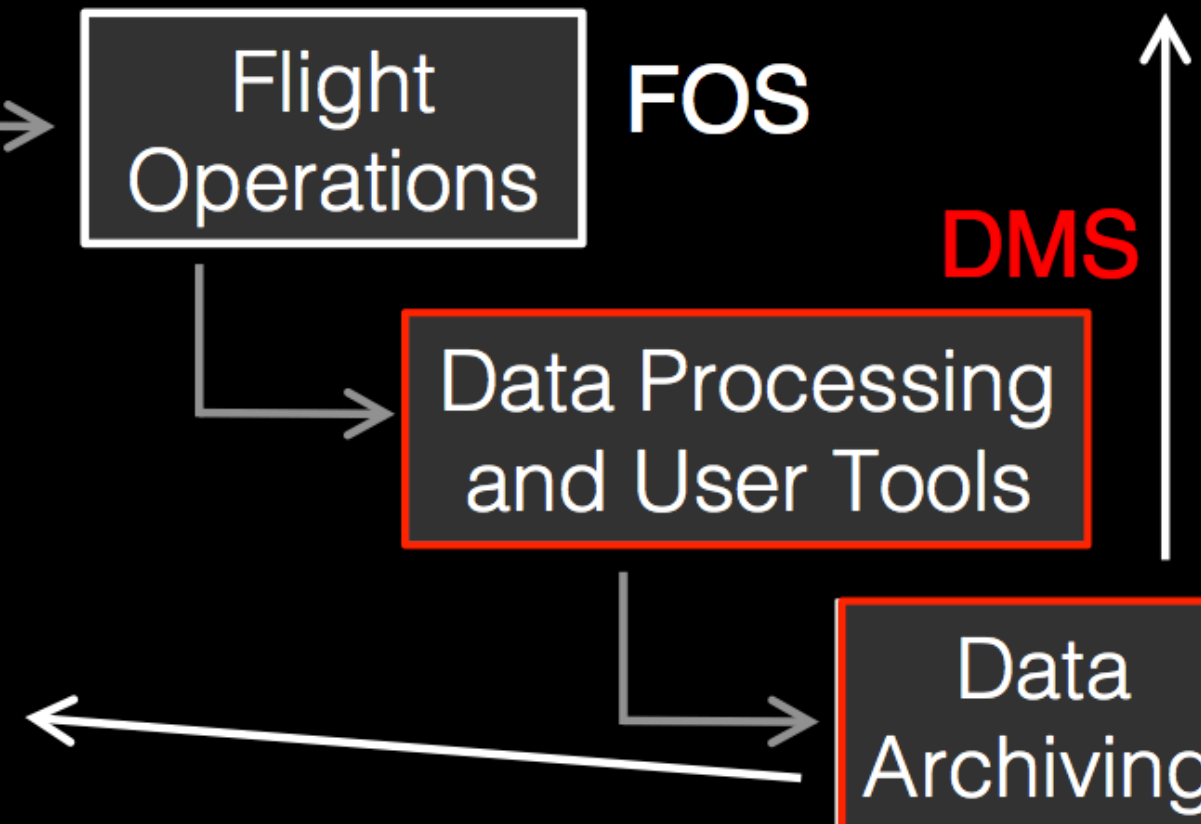 Flight
Operations
FOS
DMS
Data Processing
and User Tools
Data
Archiving